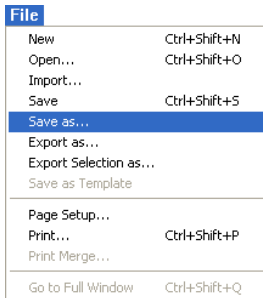 File
New Ctrl+Shift+N
Open... Ctrl+Shift+O
Import...
Save Ctrl+Shift+S
Save as...
Export as...
Export Selection as...
Save as Template
Page Setup...
Print... Ctrl+Shift+P
Print Merge...
Go to Full Window Ctrl+Shift+Q